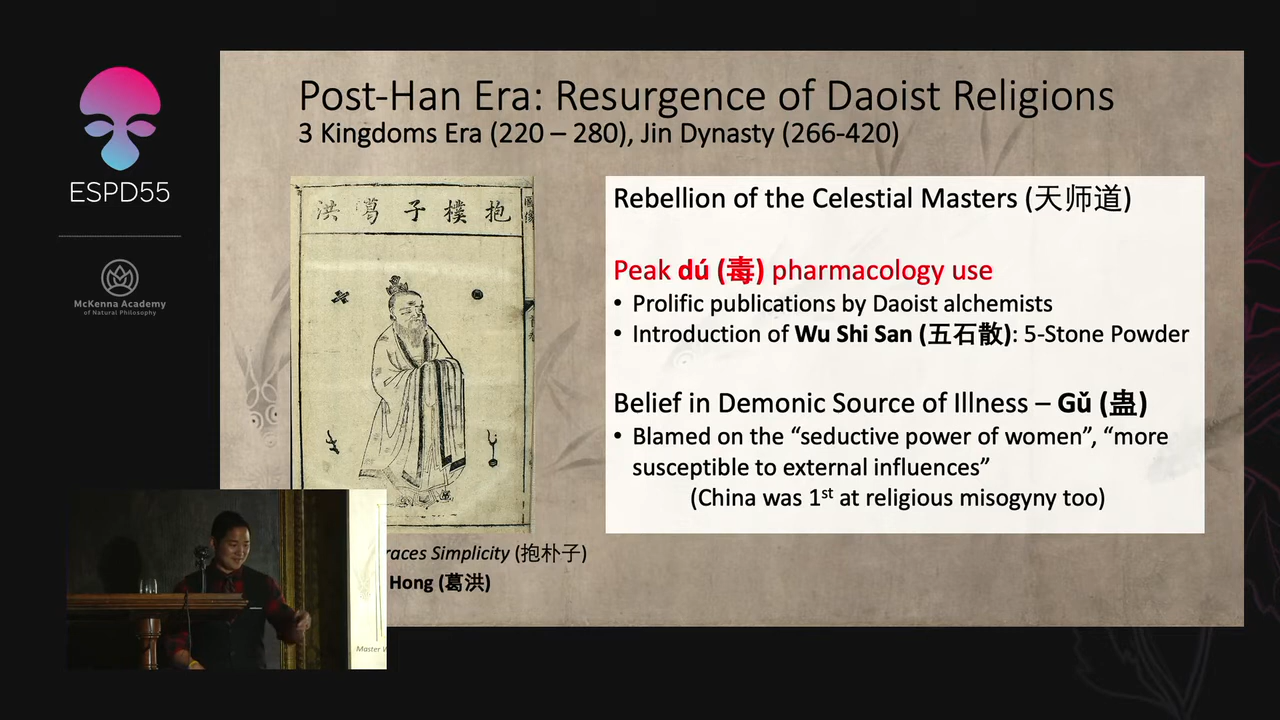 ESPD55
McKenna Academy
of Natural Philosophy
Post-Han Era: Resurgence of Daoist Religions
3 Kingdoms Era (220 – 280), Jin Dynasty (266-420)
洪葛子樸抱
圖像
Rebellion of the Celestial Masters (天师道)
Peak dú (毒) pharmacology use
• Prolific publications by Daoist alchemists
• Introduction of Wu Shi San (五石散): 5-Stone Powder
Belief in Demonic Source of Illness – Gǔ (蛊)
• Blamed on the “seductive power of women”, “more
susceptible to external influences”
(China was 1st at religious misogyny too)
races Simplicity (抱朴子)
Hong (葛洪)
Master